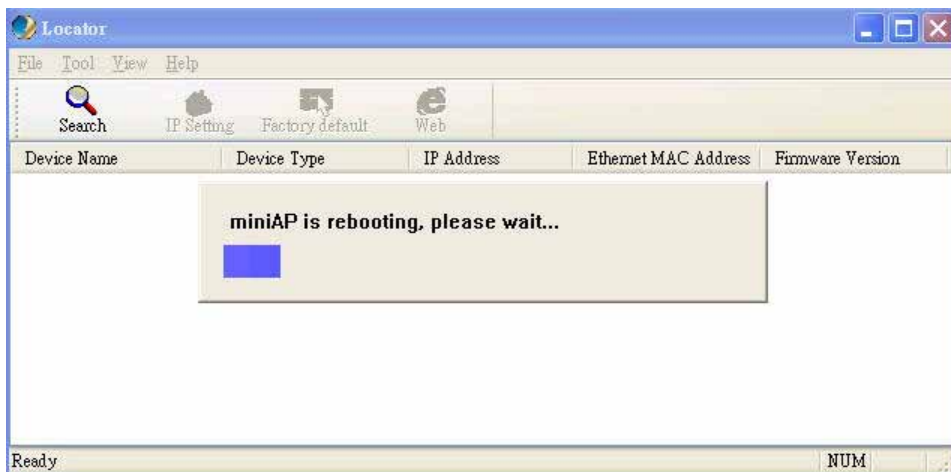 Locator
File Tool View Help
Search IP Setting Factory default Web
Device Name Device Type IP Address Ethernet MAC Address Firmware Version
miniAP is rebooting, please wait...
Ready NUM